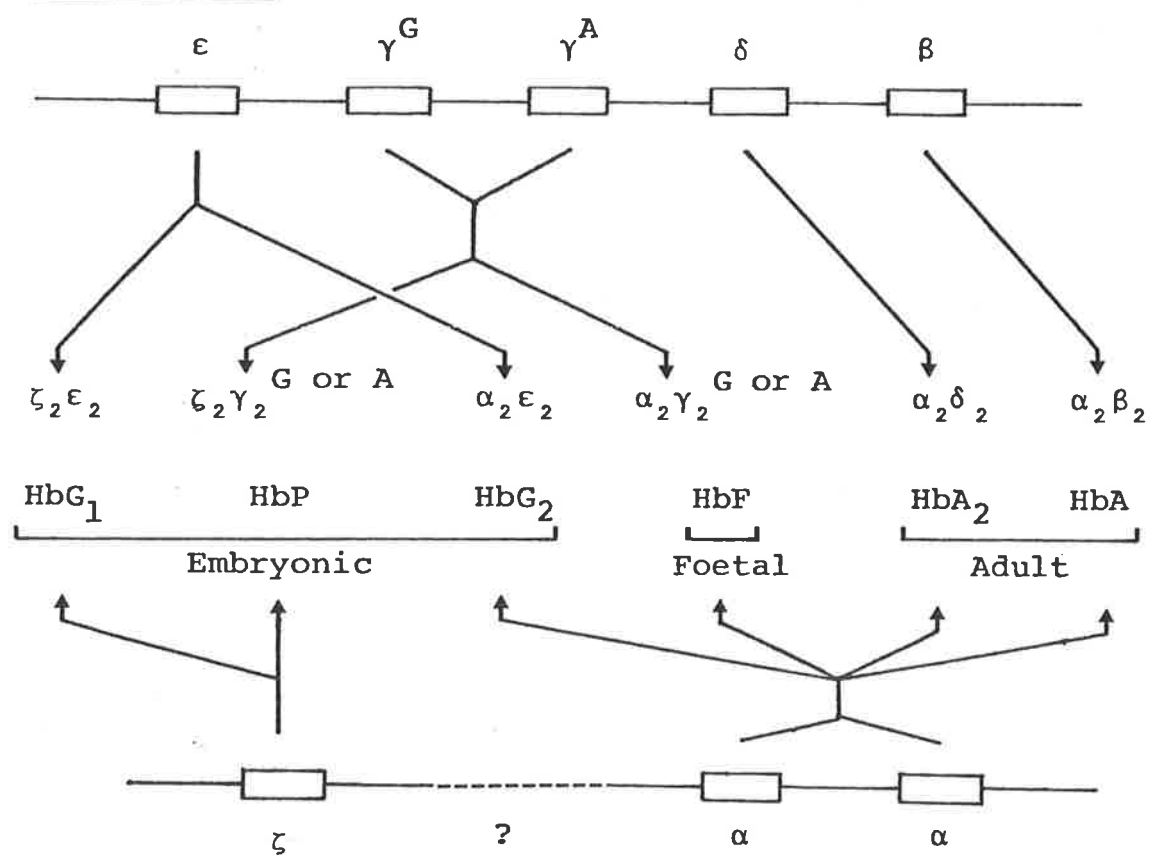 ε γ^G γ^A δ β
ζ₂ε₂ ζ₂γ₂^G or A α₂ε₂ α₂γ₂^G or A α₂δ₂ α₂β₂
HbG₁ HbP HbG₂ HbF HbA₂ HbA
Embryonic Foetal Adult
ζ ? α α